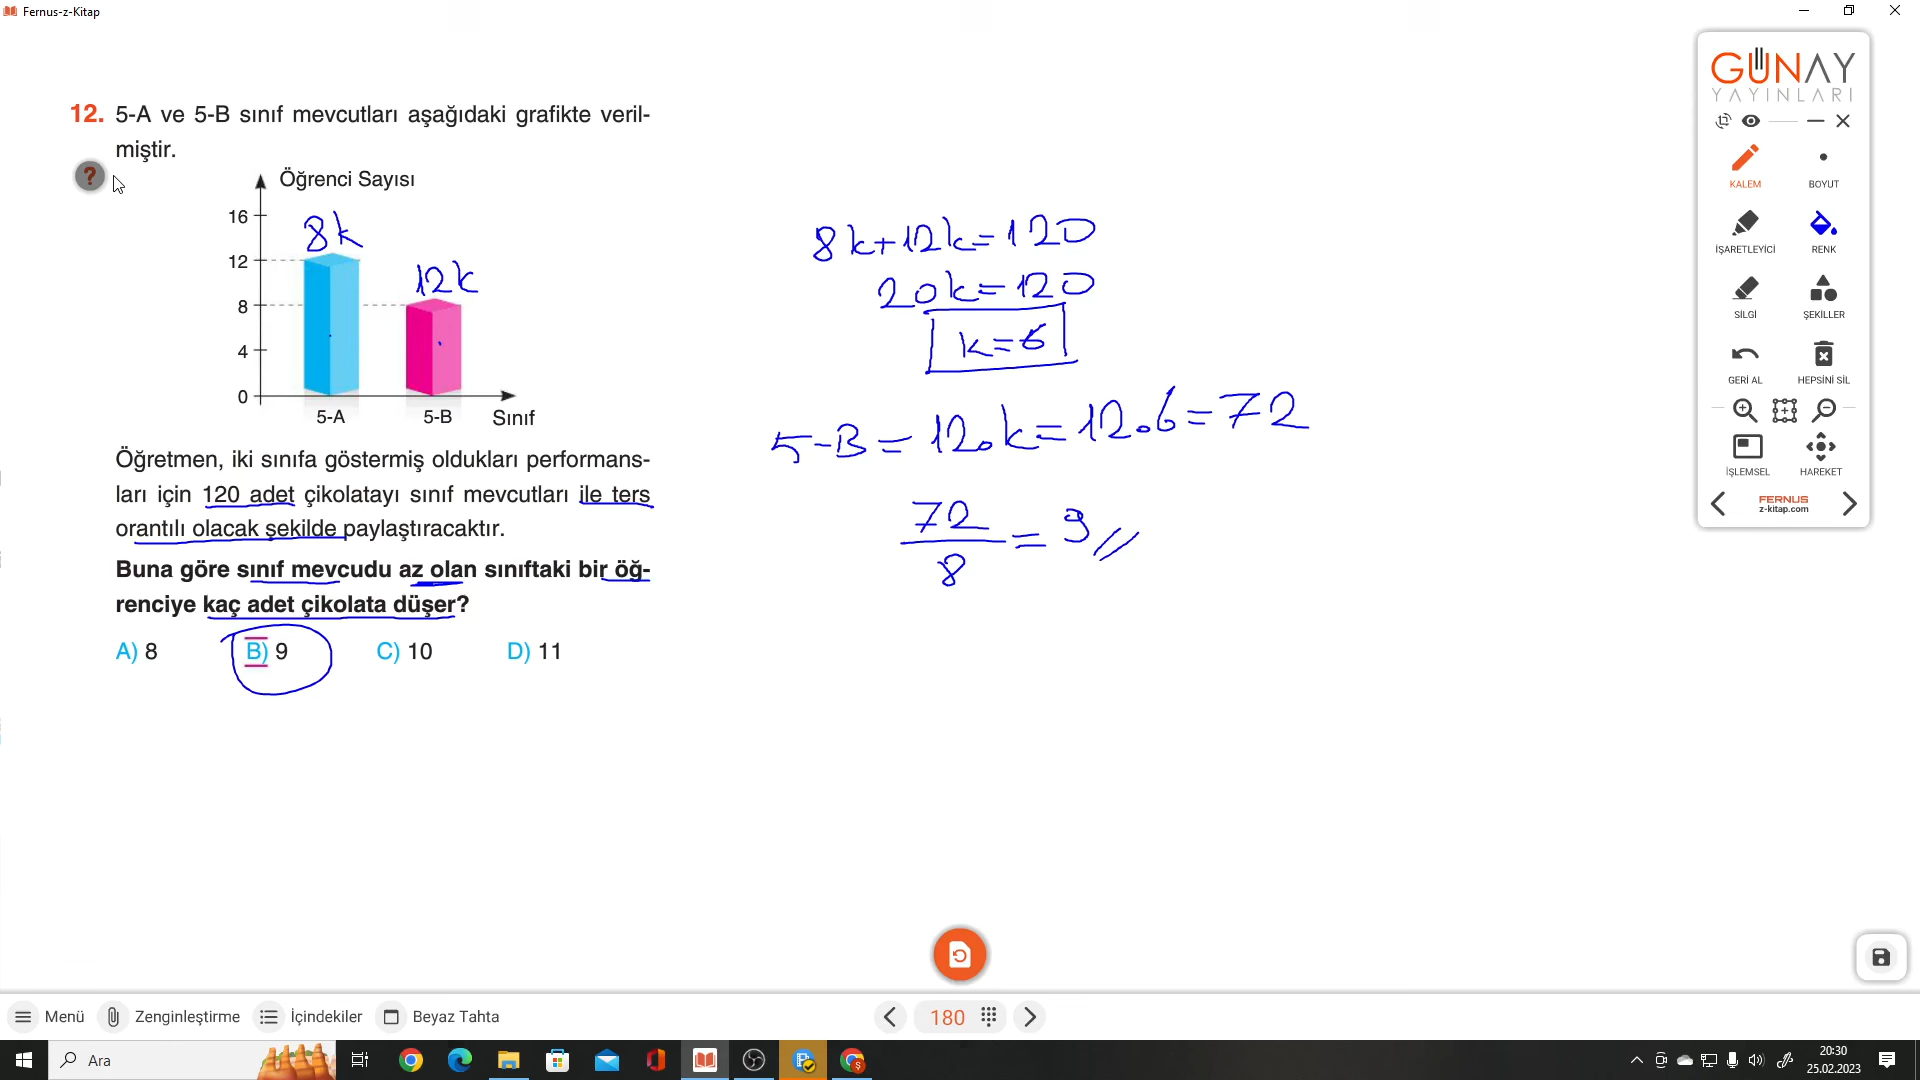 Fernus-z-Kitap
12. 5-A ve 5-B sınıf mevcutları aşağıdaki grafikte veril-
miştir.
?
Öğrenci Sayısı
16
12
8
4
0
8k
12k
5-A
5-B
Sınıf
Öğretmen, iki sınıfa göstermiş oldukları performans-
ları için 120 adet çikolatayı sınıf mevcutları ile ters
orantılı olacak şekilde paylaştıracaktır.
Buna göre sınıf mevcudu az olan sınıftaki bir öğ-
renciye kaç adet çikolata düşer?
A) 8 B) 9 C) 10 D) 11
8k+12k=120
20k=120
k=6
5-B = 12.k = 12.6 = 72
72
8
= 9
GÜNAY
YAYINLARI
KALEM BOYUT
İŞARETLEYİCİ RENK
SİLGİ ŞEKİLLER
GERİ AL HEPSİNİ SİL
İŞLEMSEL HAREKET
FERNUS
z-kitap.com
Menü Zenginleştirme İçindekiler Beyaz Tahta 180
Ara
20:30
25.02.2023